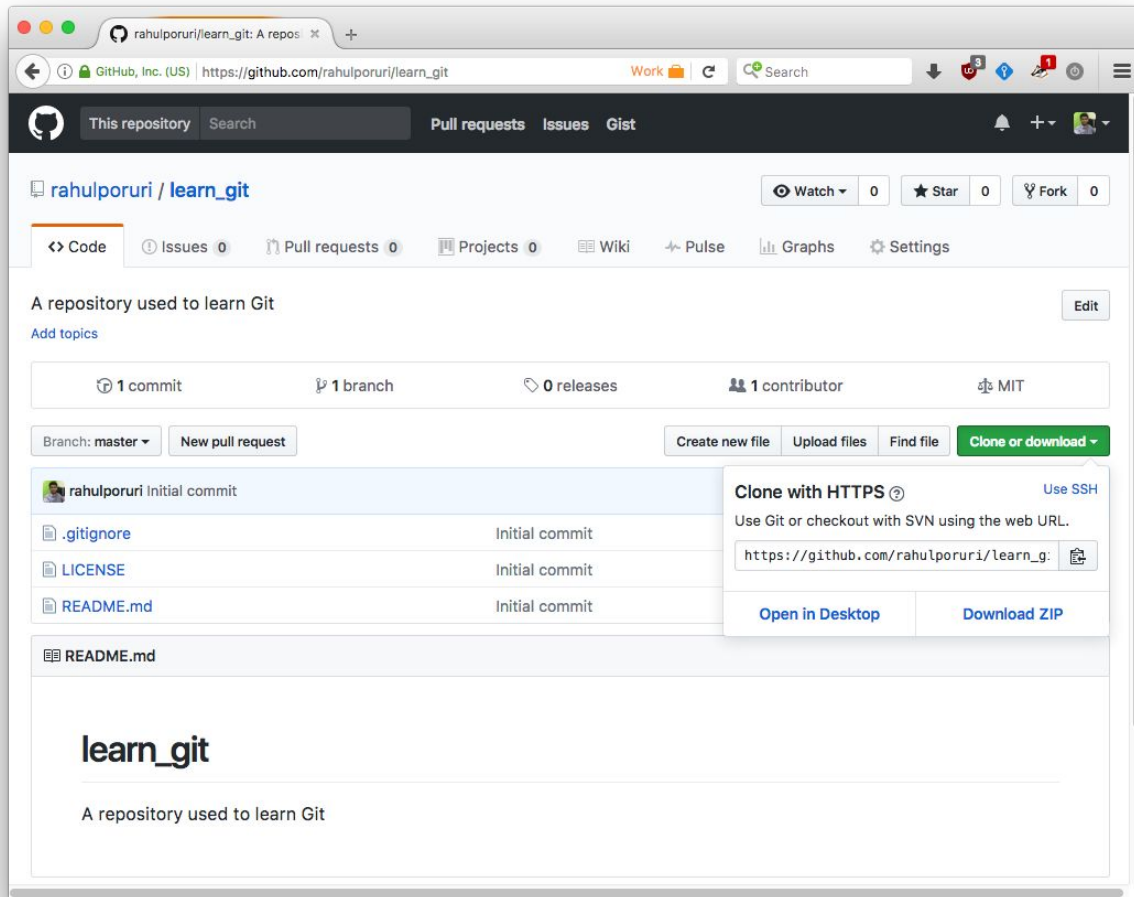 rahulporuri/learn_git: A repos
GitHub, Inc. (US) https://github.com/rahulporuri/learn_git Work Search 3 1
This repository Search Pull requests Issues Gist
rahulporuri / learn_git Watch 0 Star 0 Fork 0
Code Issues 0 Pull requests 0 Projects 0 Wiki Pulse Graphs Settings
A repository used to learn Git Edit
Add topics
1 commit 1 branch 0 releases 1 contributor MIT
Branch: master New pull request Create new file Upload files Find file Clone or download
rahulporuri Initial commit
.gitignore Initial commit
LICENSE Initial commit
README.md Initial commit
Clone with HTTPS Use SSH
Use Git or checkout with SVN using the web URL.
https://github.com/rahulporuri/learn_g
Open in Desktop Download ZIP
README.md
learn_git
A repository used to learn Git